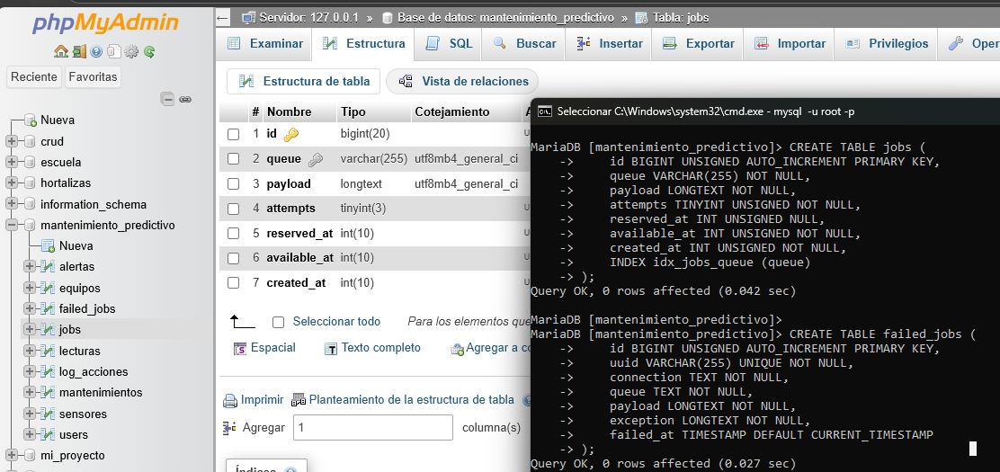 phpMyAdmin
Reciente Favoritas
Nueva
crud
escuela
hortalizas
information_schema
mantenimiento_predictivo
Nueva
alertas
equipos
failed_jobs
jobs
lecturas
log_acciones
mantenimientos
sensores
users
mi_proyecto
Servidor: 127.0.0.1 » Base de datos: mantenimiento_predictivo » Tabla: jobs
Examinar Estructura SQL Buscar Insertar Exportar Importar Privilegios Oper
Estructura de tabla Vista de relaciones
# Nombre Tipo Cotejamiento
1 id bigint(20)
2 queue varchar(255) utf8mb4_general_ci
3 payload longtext utf8mb4_general_ci
4 attempts tinyint(3)
5 reserved_at int(10)
6 available_at int(10)
7 created_at int(10)
Seleccionar todo Para los elementos que
Espacial Texto completo Agregar a co
Imprimir Planteamiento de la estructura de tabla
Agregar 1 columna(s)
Índices
Seleccionar C:\Windows\system32\cmd.exe - mysql -u root -p
MariaDB [mantenimiento_predictivo]> CREATE TABLE jobs (
-> id BIGINT UNSIGNED AUTO_INCREMENT PRIMARY KEY,
-> queue VARCHAR(255) NOT NULL,
-> payload LONGTEXT NOT NULL,
-> attempts TINYINT UNSIGNED NOT NULL,
-> reserved_at INT UNSIGNED NULL,
-> available_at INT UNSIGNED NOT NULL,
-> created_at INT UNSIGNED NOT NULL,
-> INDEX idx_jobs_queue (queue)
-> );
Query OK, 0 rows affected (0.042 sec)
MariaDB [mantenimiento_predictivo]>
MariaDB [mantenimiento_predictivo]> CREATE TABLE failed_jobs (
-> id BIGINT UNSIGNED AUTO_INCREMENT PRIMARY KEY,
-> uuid VARCHAR(255) UNIQUE NOT NULL,
-> connection TEXT NOT NULL,
-> queue TEXT NOT NULL,
-> payload LONGTEXT NOT NULL,
-> exception LONGTEXT NOT NULL,
-> failed_at TIMESTAMP DEFAULT CURRENT_TIMESTAMP
-> );
Query OK, 0 rows affected (0.027 sec)